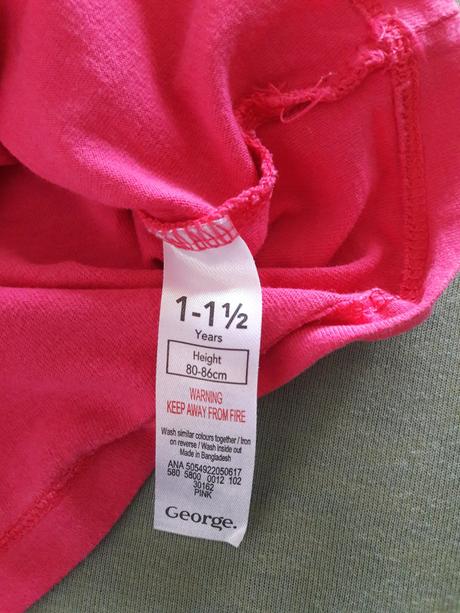 1-1½
Years
Height
80-86cm
WARNING
KEEP AWAY FROM FIRE
Wash similar colours together / Iron
on reverse / Wash inside out
Made in Bangladesh
ANA 5054922050617
580 5800 0012 102
30162
PINK
George.